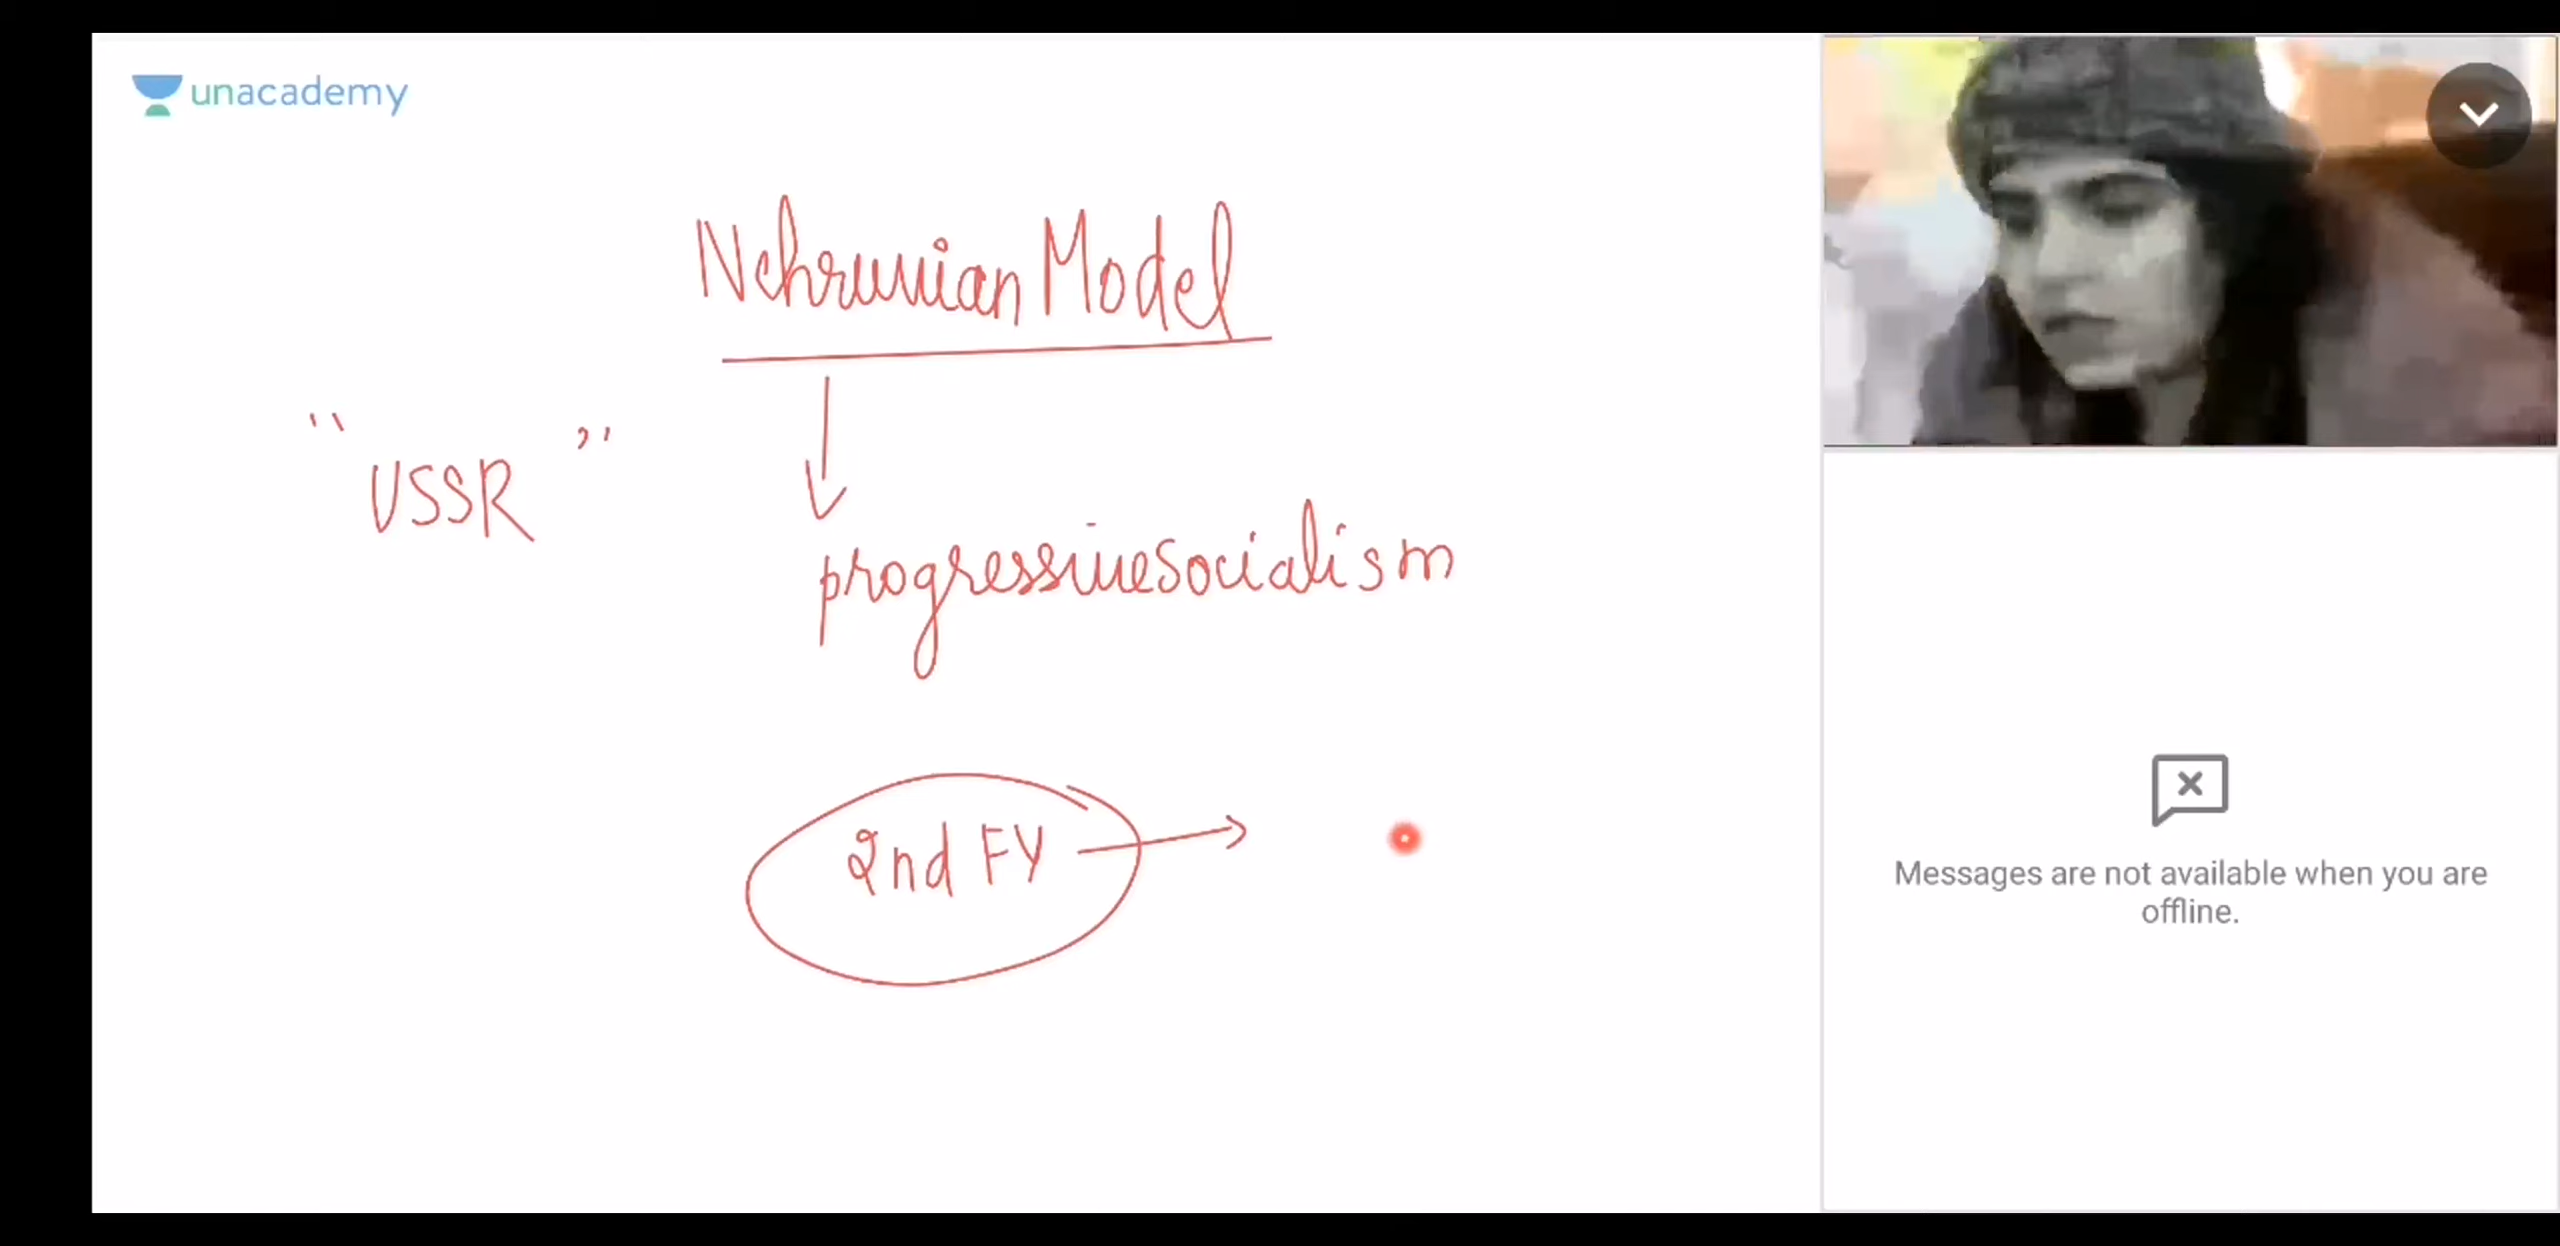 unacademy
Nehruvian Model
"USSR"
progressive socialism
2nd FY
Messages are not available when you are
offline.